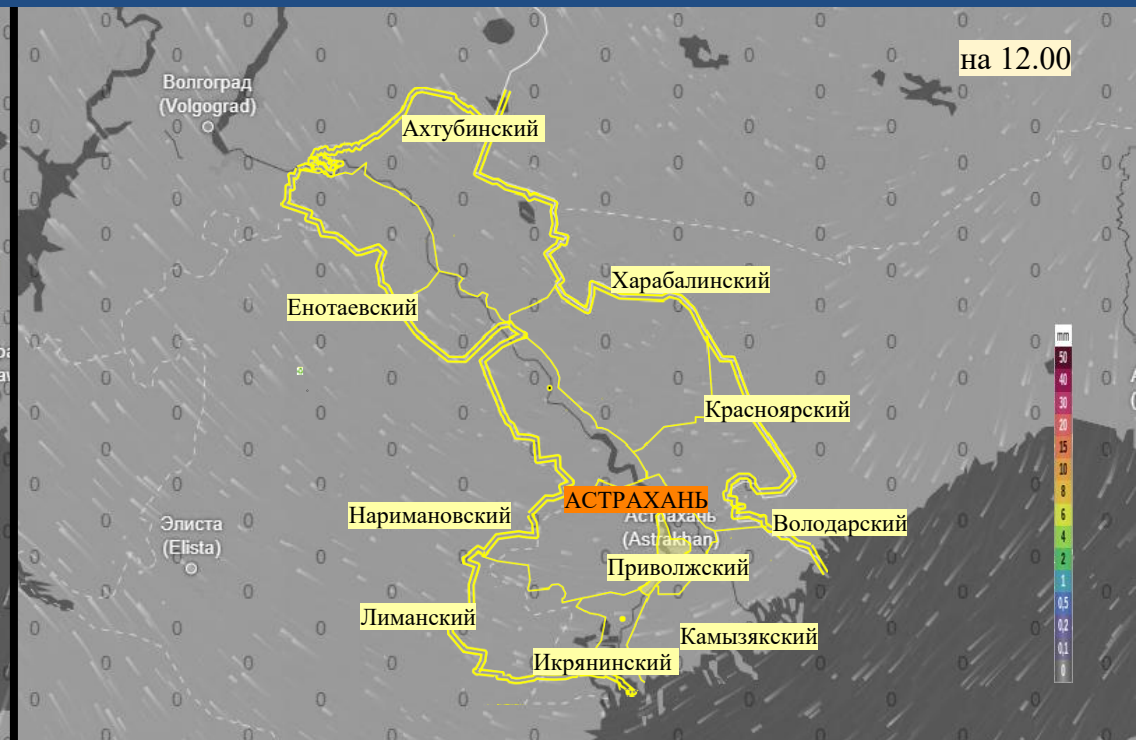 на 12.00
Волгоград
(Volgograd)
Ахтубинский
Харабалинский
Енотаевский
mm
50
40
30
20
15
10
8
6
4
2
1
0,5
0,2
0,1
0
Красноярский
АСТРАХАНЬ
Астрахань
(Astrakhan)
Наримановский
Володарский
Элиста
(Elista)
Приволжский
Лиманский
Камызякский
Икрянинский